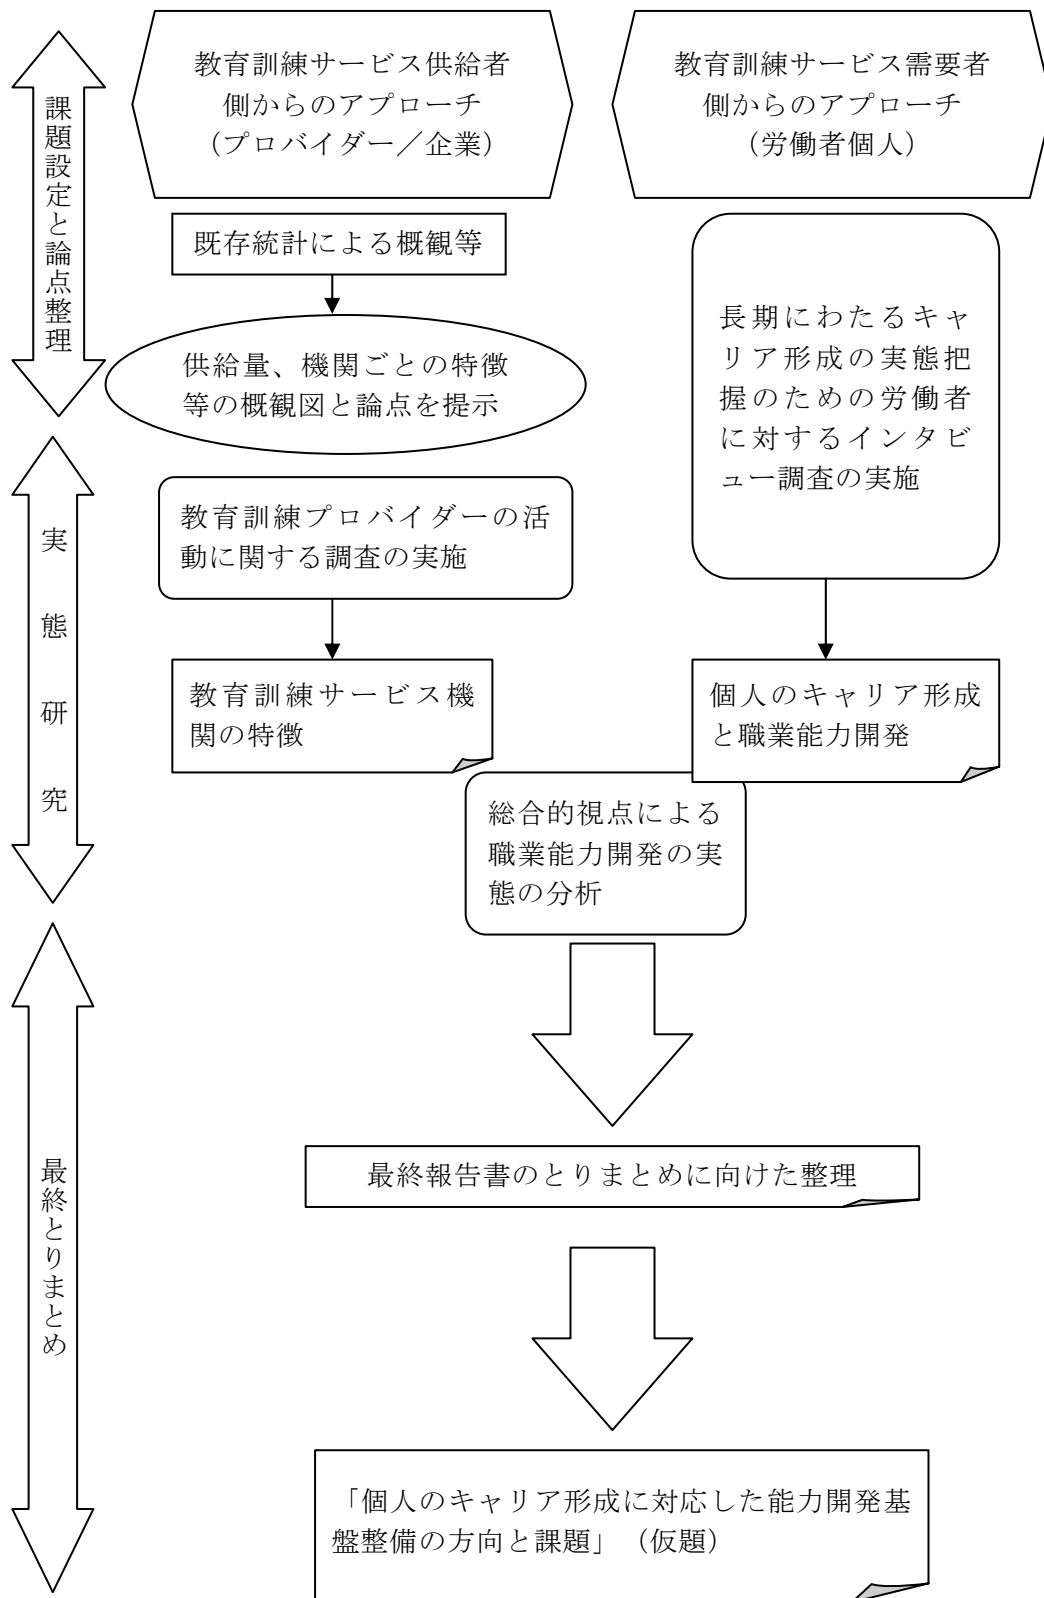 課題設定と論点整理
教育訓練サービス供給者
側からのアプローチ
（プロバイダー／企業）
教育訓練サービス需要者
側からのアプローチ
（労働者個人）
既存統計による概観等
供給量、機関ごとの特徴
等の概観図と論点を提示
長期にわたるキャ
リア形成の実態把
握のための労働者
に対するインタビ
ュー調査の実施
実態研究
教育訓練プロバイダーの活
動に関する調査の実施
教育訓練サービス機
関の特徴
個人のキャリア形成
と職業能力開発
総合的視点による
職業能力開発の実
態の分析
最終とりまとめ
最終報告書のとりまとめに向けた整理
「個人のキャリア形成に対応した能力開発基
盤整備の方向と課題」（仮題）